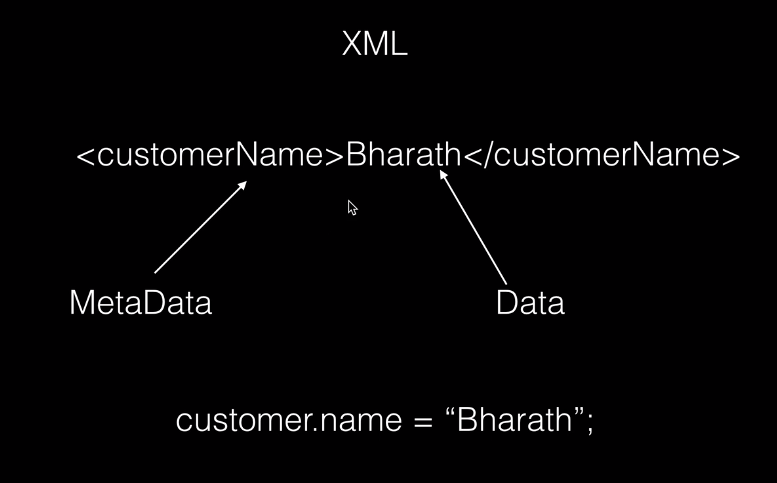 XML
<customerName>Bharath</customerName>
MetaData
Data
customer.name = “Bharath”;